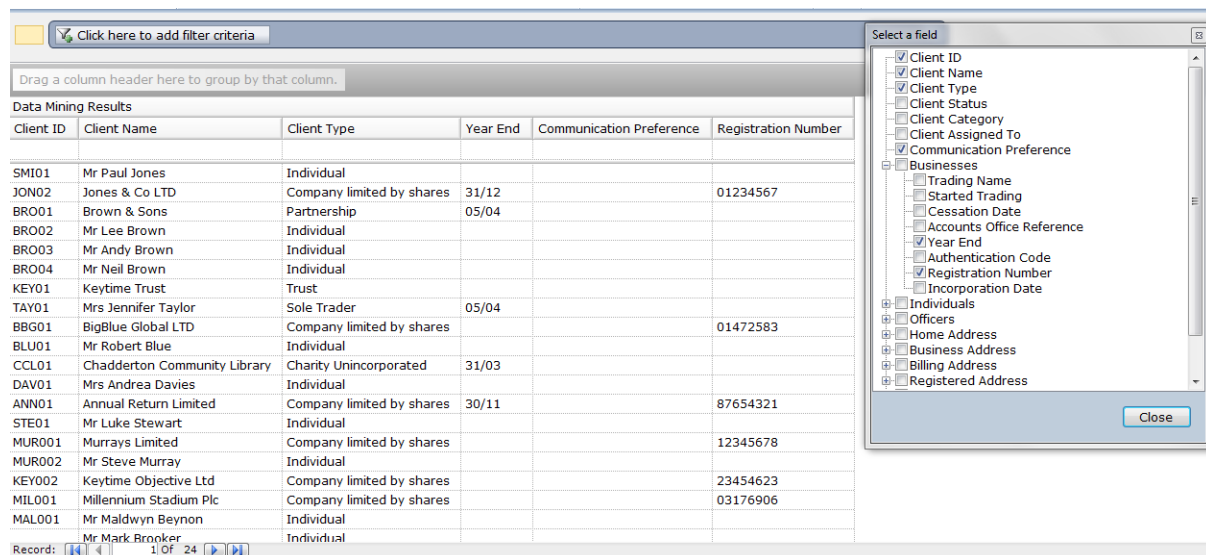 Click here to add filter criteria
Drag a column header here to group by that column.
Data Mining Results
Client ID Client Name Client Type Year End Communication Preference Registration Number
SMI01 Mr Paul Jones Individual
JON02 Jones & Co LTD Company limited by shares 31/12 01234567
BRO01 Brown & Sons Partnership 05/04
BRO02 Mr Lee Brown Individual
BRO03 Mr Andy Brown Individual
BRO04 Mr Neil Brown Individual
KEY01 Keytime Trust Trust
TAY01 Mrs Jennifer Taylor Sole Trader 05/04
BBG01 BigBlue Global LTD Company limited by shares 01472583
BLU01 Mr Robert Blue Individual
CCL01 Chadderton Community Library Charity Unincorporated 31/03
DAV01 Mrs Andrea Davies Individual
ANN01 Annual Return Limited Company limited by shares 30/11 87654321
STE01 Mr Luke Stewart Individual
MUR001 Murrays Limited Company limited by shares 12345678
MUR002 Mr Steve Murray Individual
KEY002 Keytime Objective Ltd Company limited by shares 23454623
MIL001 Millennium Stadium Plc Company limited by shares 03176906
MAL001 Mr Maldwyn Beynon Individual
Mr Mark Brooker Individual
Record: 1 Of 24
Select a field
Client ID
Client Name
Client Type
Client Status
Client Category
Client Assigned To
Communication Preference
Businesses
Trading Name
Started Trading
Cessation Date
Accounts Office Reference
Year End
Authentication Code
Registration Number
Incorporation Date
Individuals
Officers
Home Address
Business Address
Billing Address
Registered Address
Close